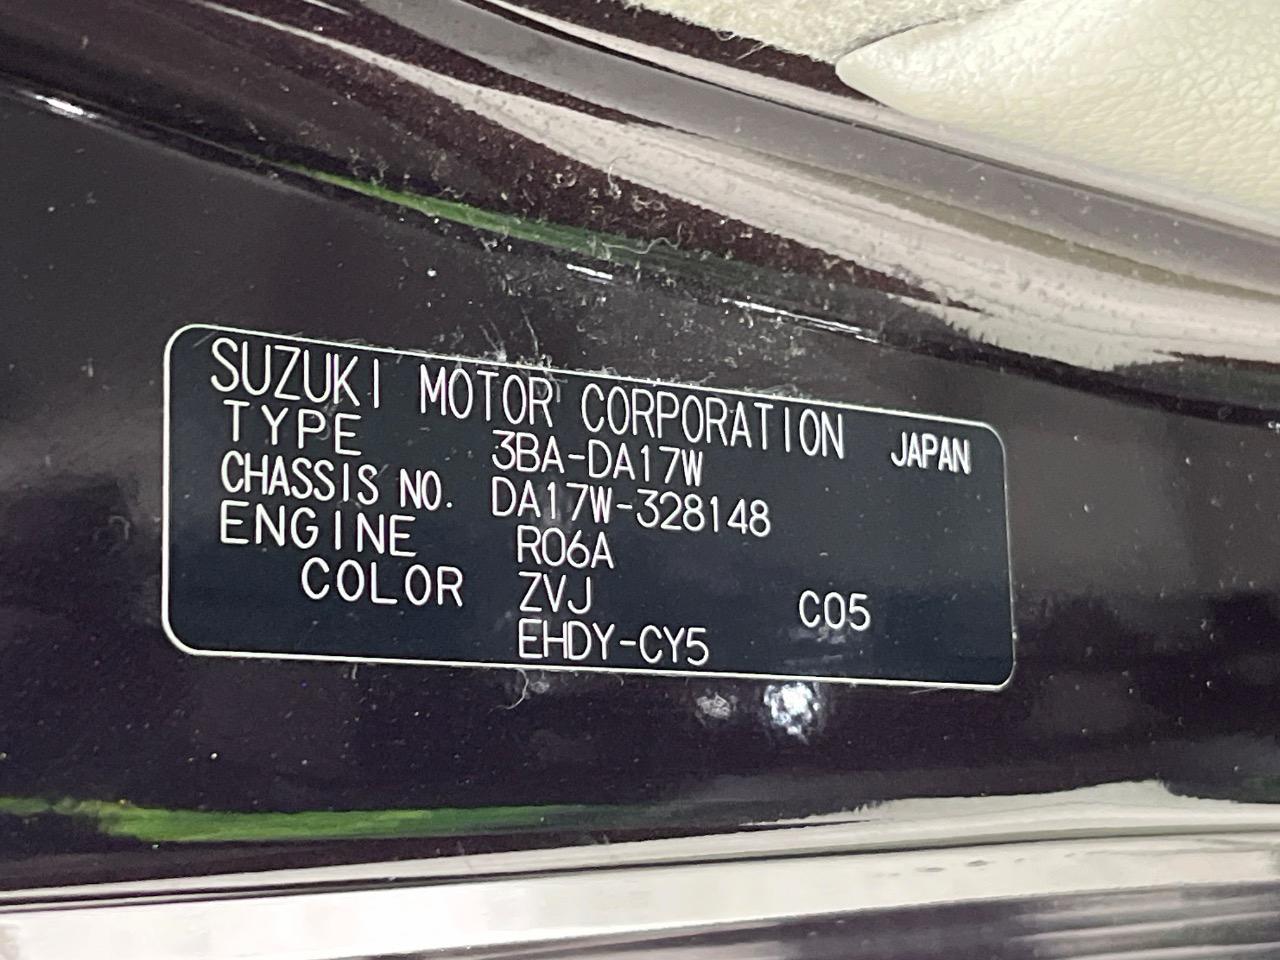 SUZUKI MOTOR CORPORATION JAPAN
TYPE 3BA-DA17W
CHASSIS NO. DA17W-328148
ENGINE R06A
COLOR ZVJ C05
EHDY-CY5